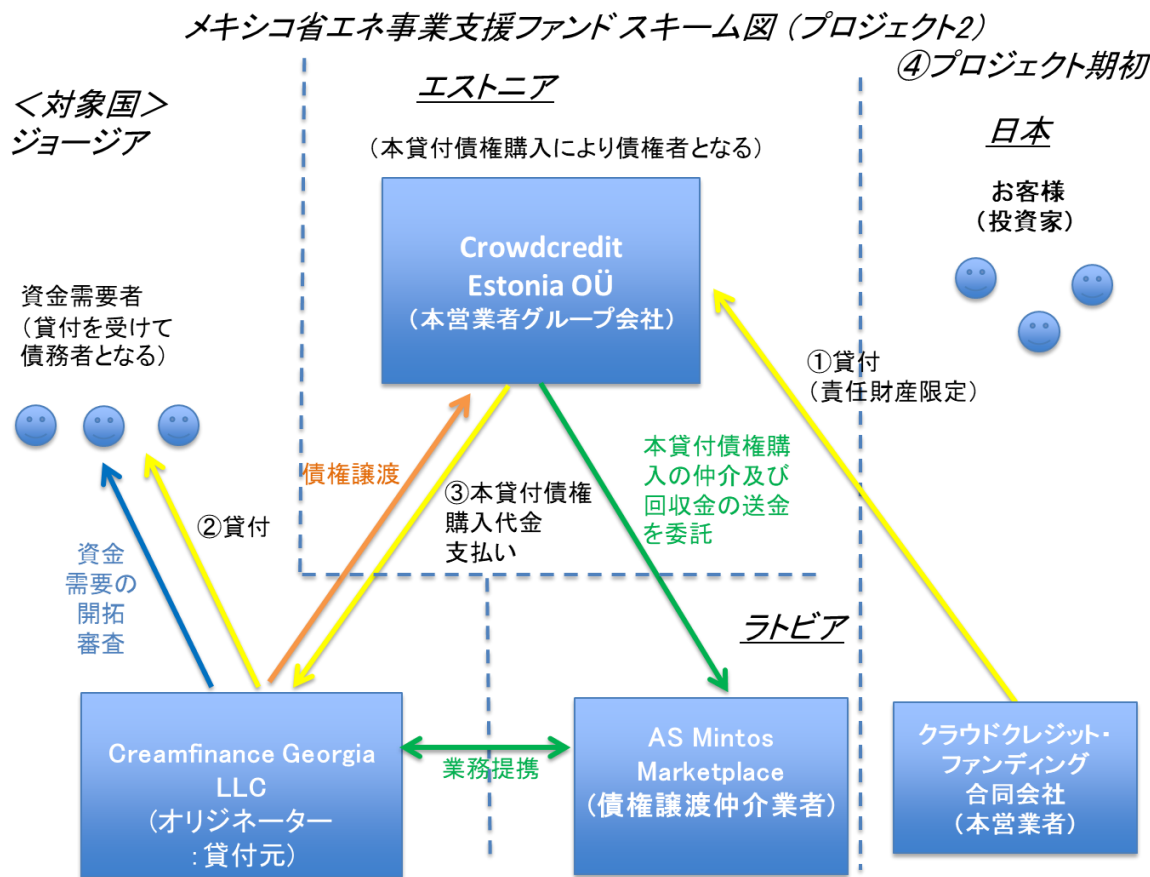 メキシコ省エネ事業支援ファンド スキーム図 (プロジェクト2)
④プロジェクト期初
＜対象国＞
ジョージア
エストニア
日本
(本貸付債権購入により債権者となる)
お客様
(投資家)
Crowdcredit
Estonia OÜ
(本営業者グループ会社)
資金需要者
(貸付を受けて
債務者となる)
①貸付
(責任財産限定)
債権譲渡
③本貸付債権
購入代金
支払い
本貸付債権購
入の仲介及び
回収金の送金
を委託
②貸付
資金
需要の
開拓
審査
ラトビア
Creamfinance Georgia
LLC
(オリジネーター
：貸付元)
業務提携
AS Mintos
Marketplace
(債権譲渡仲介業者)
クラウドクレジット・
ファンディング
合同会社
(本営業者)